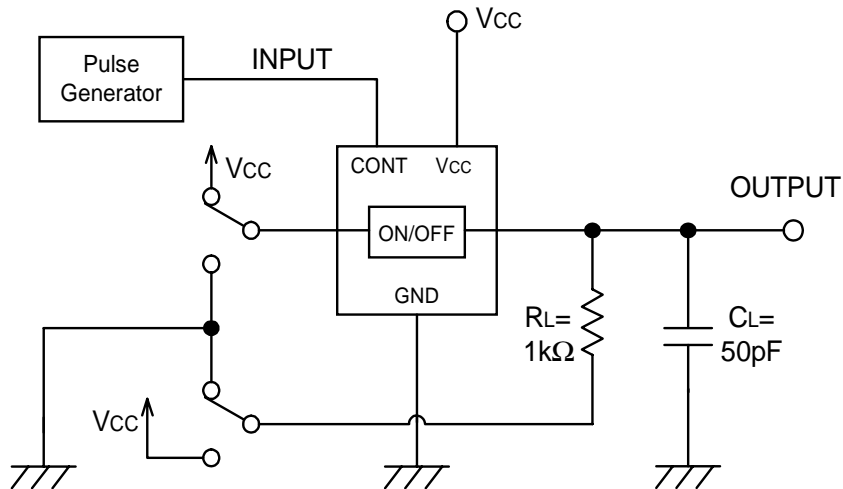 VCC
INPUT
Pulse
Generator
VCC
CONT
VCC
OUTPUT
ON/OFF
GND
RL=
1kΩ
CL=
50pF
VCC